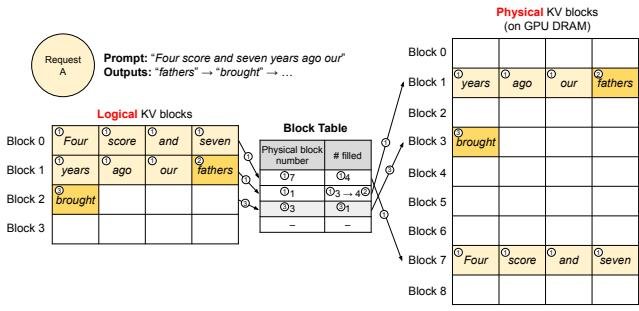 Physical KV blocks
(on GPU DRAM)
Request
A
Prompt: “Four score and seven years ago our”
Outputs: “fathers” → “brought” → …
Logical KV blocks
Block 0 ① Four ① score ① and ① seven
Block 1 ① years ① ago ① our ② fathers
Block 2 ③ brought
Block 3
Block Table
Physical block number # filled
①7 ①4
①1 ①3 → 4②
③3 ③1
– –
① ① ③
① ③ ①
Block 0
Block 1 ① years ① ago ① our ② fathers
Block 2
Block 3 ③ brought
Block 4
Block 5
Block 6
Block 7 ① Four ① score ① and ① seven
Block 8